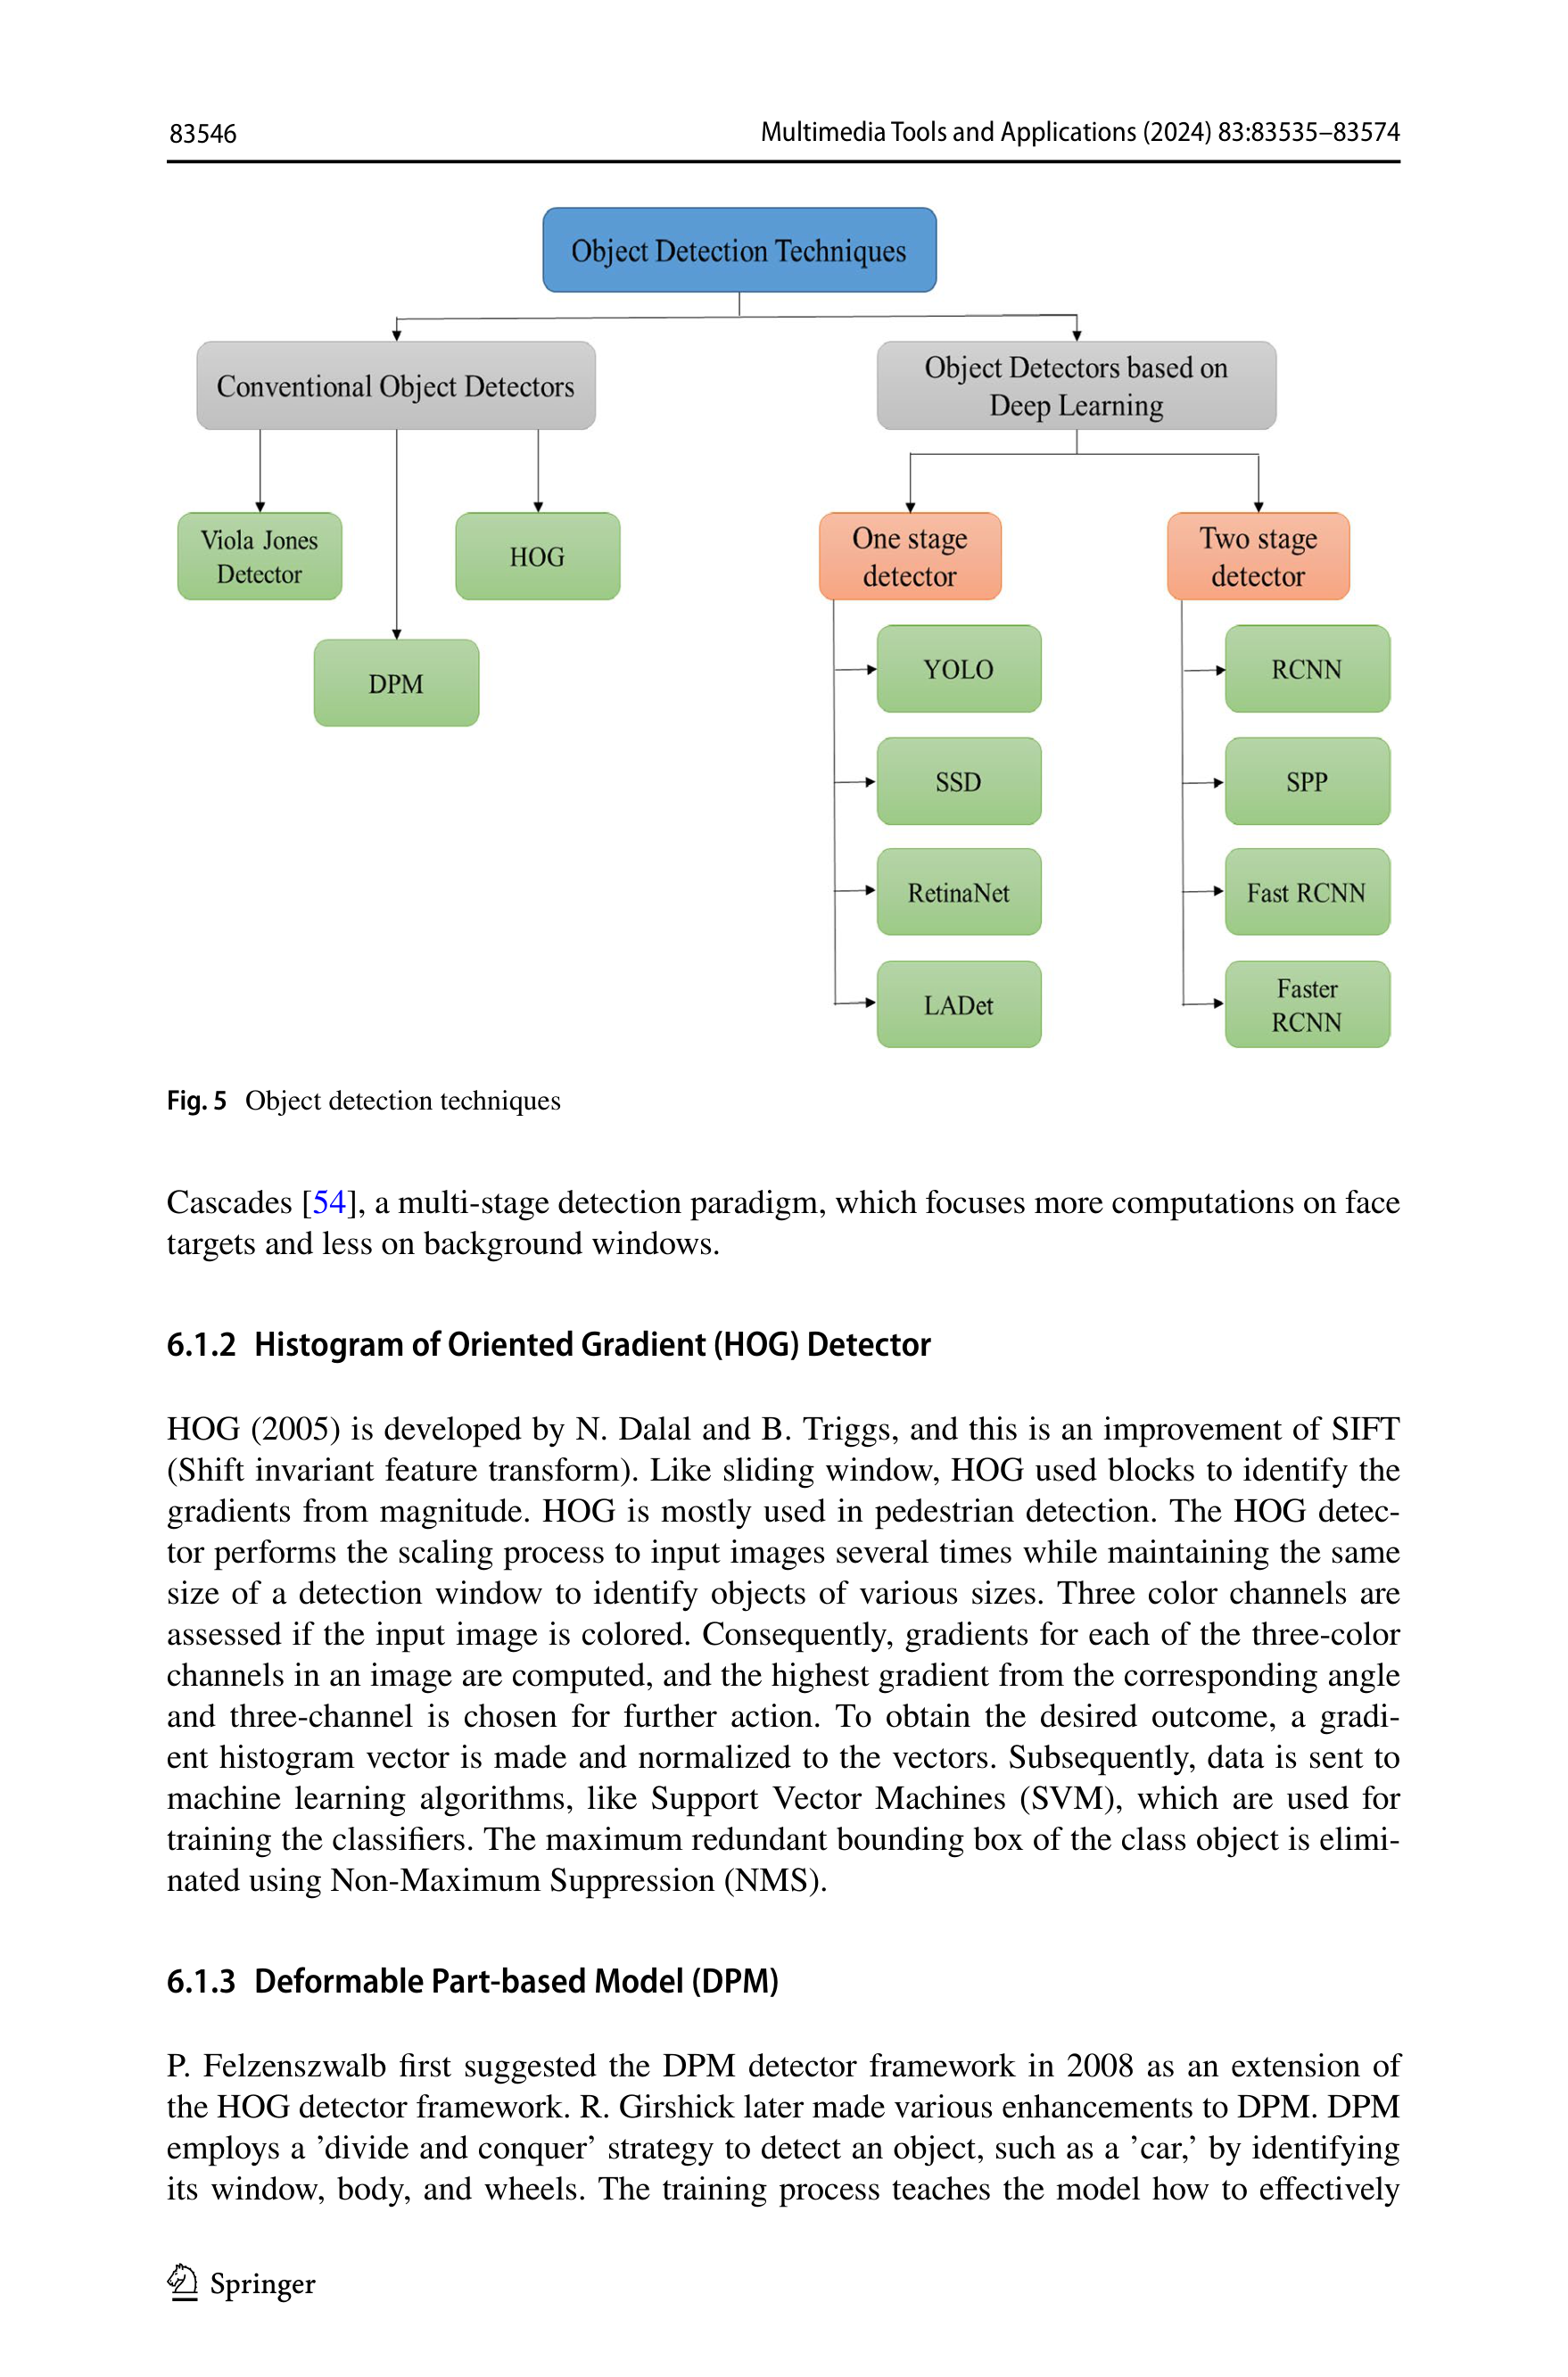 83546
Multimedia Tools and Applications (2024) 83:83535–83574
Object Detection Techniques
Conventional Object Detectors
Object Detectors based on
Deep Learning
Viola Jones
Detector
HOG
DPM
One stage
detector
Two stage
detector
YOLO
RCNN
SSD
SPP
RetinaNet
Fast RCNN
LADet
Faster
RCNN
Fig. 5 Object detection techniques
Cascades [54], a multi-stage detection paradigm, which focuses more computations on face
targets and less on background windows.
6.1.2 Histogram of Oriented Gradient (HOG) Detector
HOG (2005) is developed by N. Dalal and B. Triggs, and this is an improvement of SIFT
(Shift invariant feature transform). Like sliding window, HOG used blocks to identify the
gradients from magnitude. HOG is mostly used in pedestrian detection. The HOG detec-
tor performs the scaling process to input images several times while maintaining the same
size of a detection window to identify objects of various sizes. Three color channels are
assessed if the input image is colored. Consequently, gradients for each of the three-color
channels in an image are computed, and the highest gradient from the corresponding angle
and three-channel is chosen for further action. To obtain the desired outcome, a gradi-
ent histogram vector is made and normalized to the vectors. Subsequently, data is sent to
machine learning algorithms, like Support Vector Machines (SVM), which are used for
training the classifiers. The maximum redundant bounding box of the class object is elimi-
nated using Non-Maximum Suppression (NMS).
6.1.3 Deformable Part-based Model (DPM)
P. Felzenszwalb first suggested the DPM detector framework in 2008 as an extension of
the HOG detector framework. R. Girshick later made various enhancements to DPM. DPM
employs a ’divide and conquer’ strategy to detect an object, such as a ’car,’ by identifying
its window, body, and wheels. The training process teaches the model how to effectively
Springer